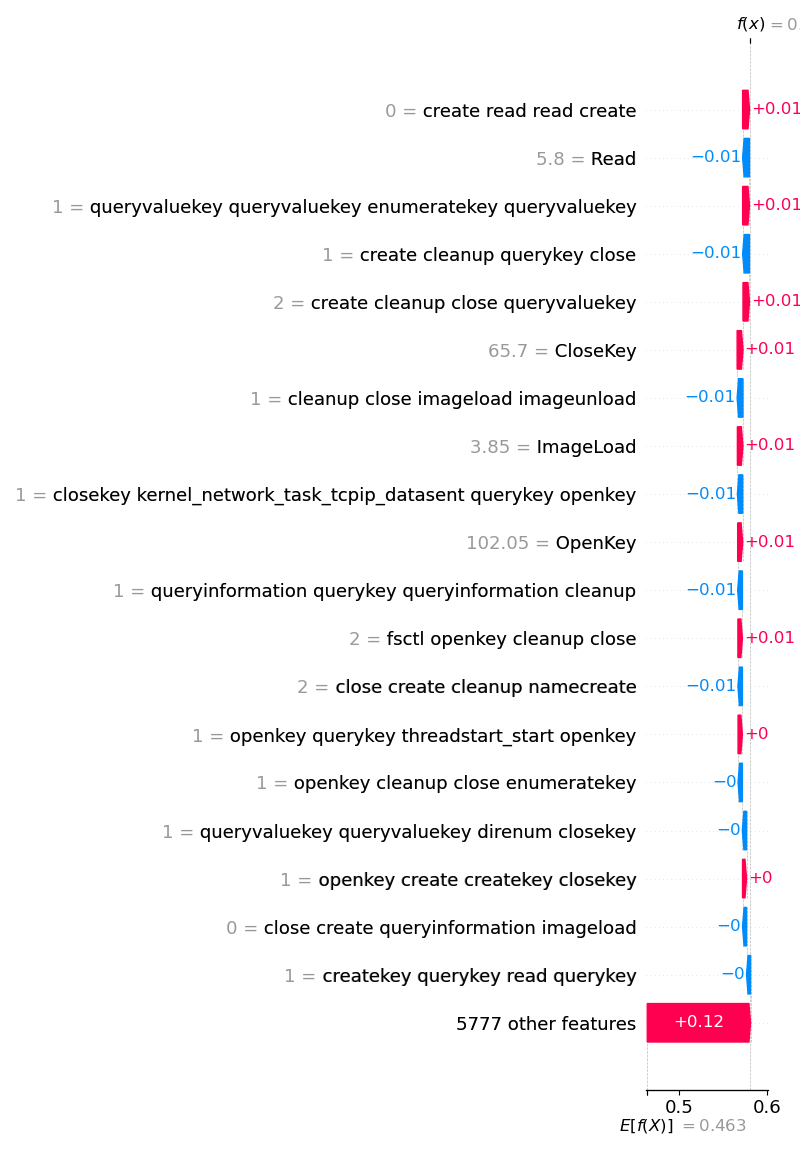 f(x) = 0
0 = create read read create +0.01
5.8 = Read −0.01
1 = queryvaluekey queryvaluekey enumeratekey queryvaluekey +0.01
1 = create cleanup querykey close −0.01
2 = create cleanup close queryvaluekey +0.01
65.7 = CloseKey +0.01
1 = cleanup close imageload imageunload −0.01
3.85 = ImageLoad +0.01
1 = closekey kernel_network_task_tcpip_datasent querykey openkey −0.01
102.05 = OpenKey +0.01
1 = queryinformation querykey queryinformation cleanup −0.01
2 = fsctl openkey cleanup close +0.01
2 = close create cleanup namecreate −0.01
1 = openkey querykey threadstart_start openkey +0
1 = openkey cleanup close enumeratekey −0
1 = queryvaluekey queryvaluekey direnum closekey −0
1 = openkey create createkey closekey +0
0 = close create queryinformation imageload −0
1 = createkey querykey read querykey −0
5777 other features +0.12
0.5 0.6
E[f(X)] = 0.463